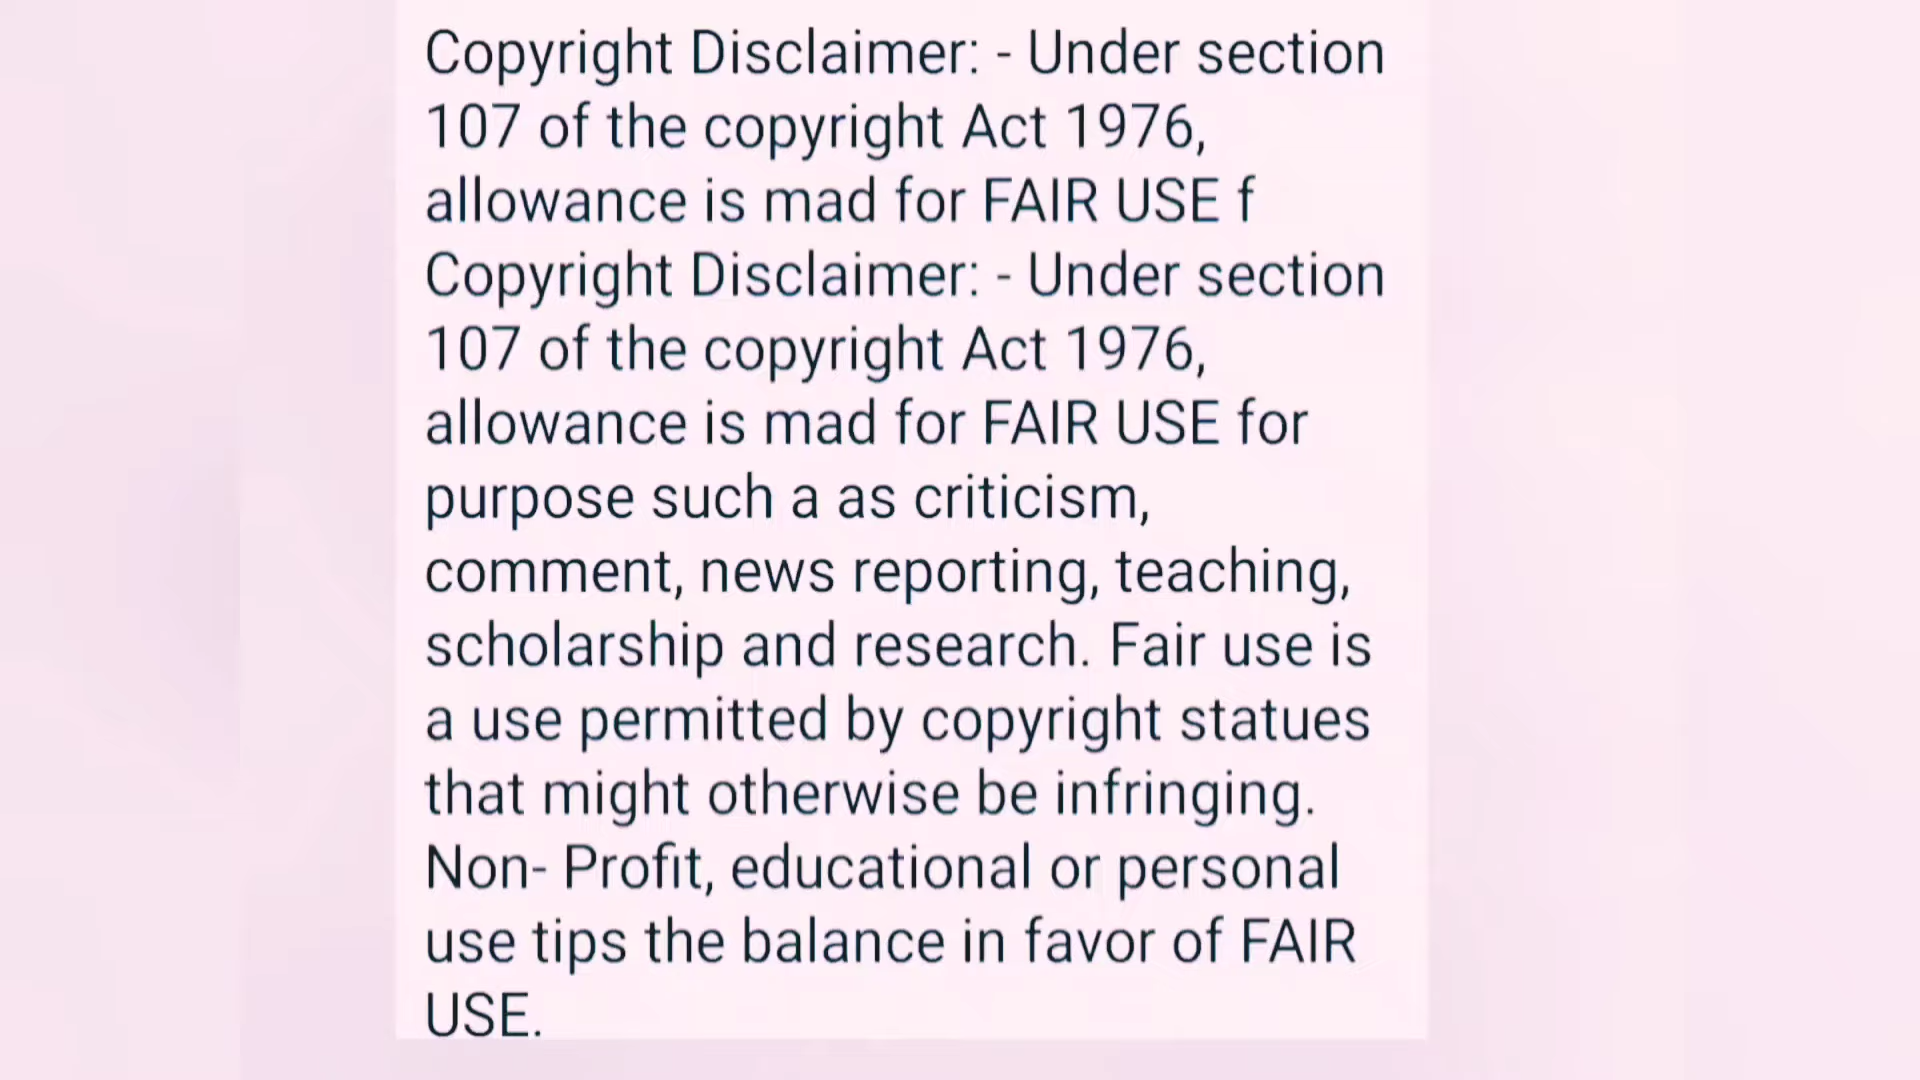 Copyright Disclaimer: - Under section
107 of the copyright Act 1976,
allowance is mad for FAIR USE f
Copyright Disclaimer: - Under section
107 of the copyright Act 1976,
allowance is mad for FAIR USE for
purpose such a as criticism,
comment, news reporting, teaching,
scholarship and research. Fair use is
a use permitted by copyright statues
that might otherwise be infringing.
Non- Profit, educational or personal
use tips the balance in favor of FAIR
USE.